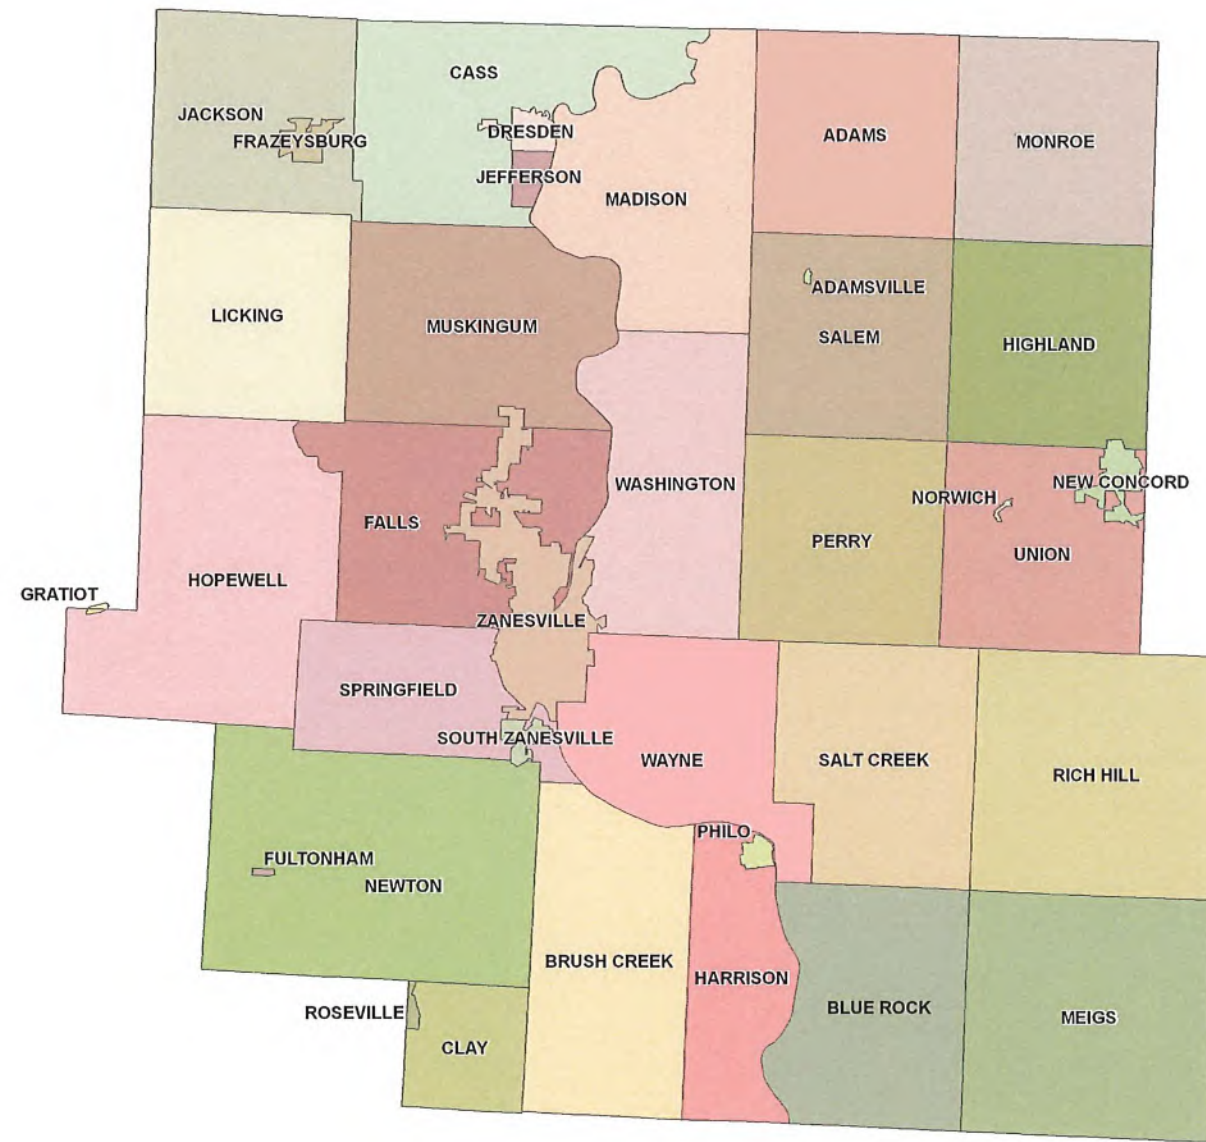 CASS
JACKSON
FRAZEYSBURG
DRESDEN
ADAMS
MONROE
JEFFERSON
MADISON
LICKING
MUSKINGUM
ADAMSVILLE
SALEM
HIGHLAND
WASHINGTON
NEW CONCORD
NORWICH
FALLS
PERRY
UNION
HOPEWELL
GRATIOT
ZANESVILLE
SPRINGFIELD
SOUTH ZANESVILLE
WAYNE
SALT CREEK
RICH HILL
PHILO
FULTONHAM
NEWTON
BRUSH CREEK
HARRISON
BLUE ROCK
MEIGS
ROSEVILLE
CLAY